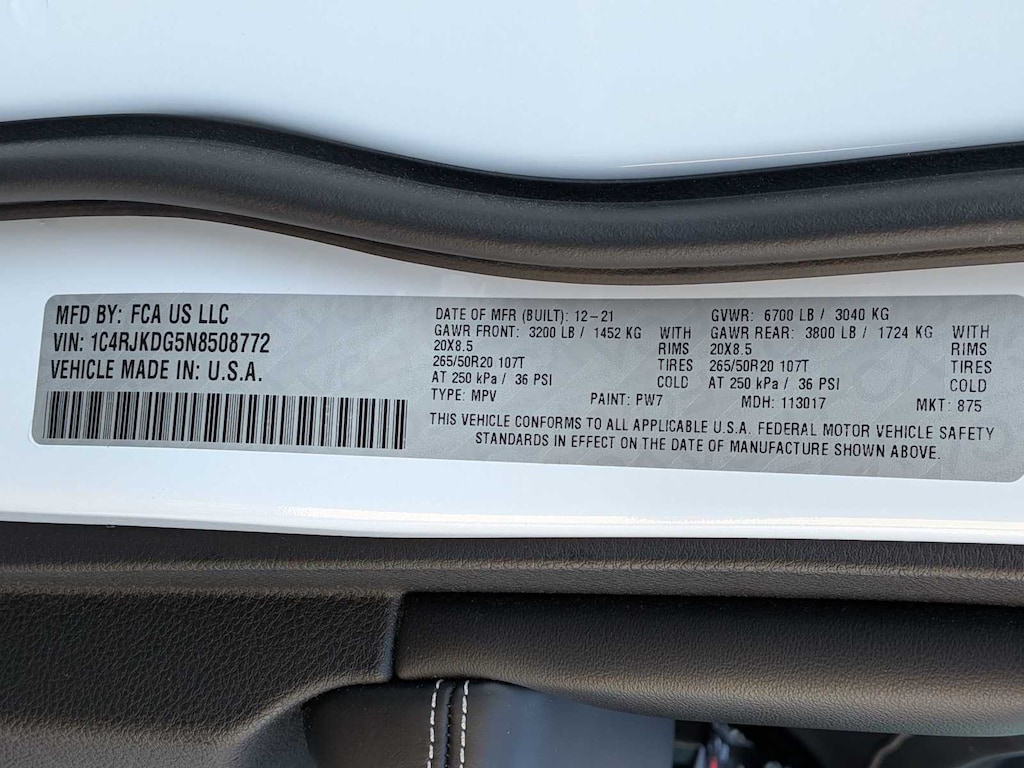 MFD BY: FCA US LLC
VIN: 1C4RJKDG5N8508772
VEHICLE MADE IN: U.S.A.
DATE OF MFR (BUILT): 12-21 GVWR: 6700 LB / 3040 KG
GAWR FRONT: 3200 LB / 1452 KG WITH GAWR REAR: 3800 LB / 1724 KG WITH
20X8.5 RIMS 20X8.5 RIMS
265/50R20 107T TIRES 265/50R20 107T TIRES
AT 250 kPa / 36 PSI COLD AT 250 kPa / 36 PSI COLD
TYPE: MPV PAINT: PW7 MDH: 113017 MKT: 875
THIS VEHICLE CONFORMS TO ALL APPLICABLE U.S.A. FEDERAL MOTOR VEHICLE SAFETY
STANDARDS IN EFFECT ON THE DATE OF MANUFACTURE SHOWN ABOVE.